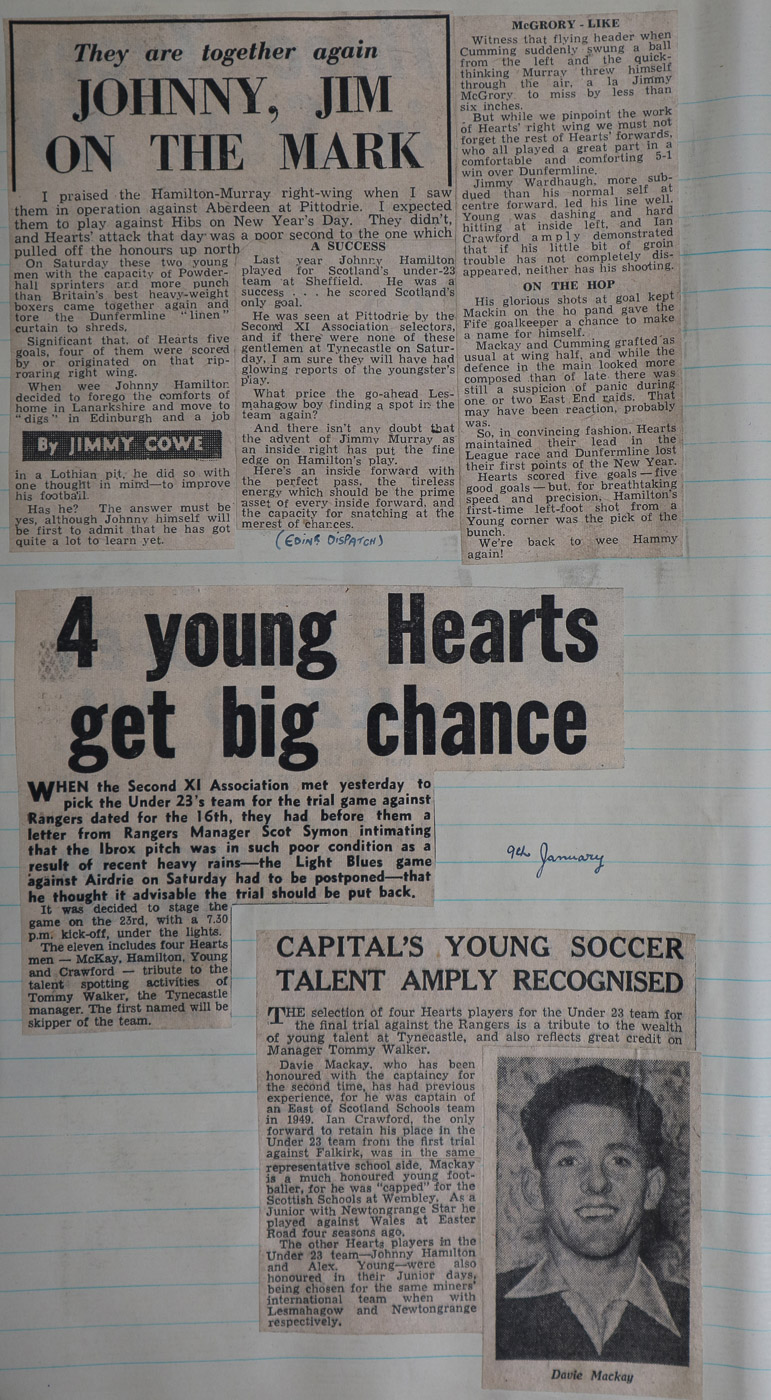 They are together again
JOHNNY, JIM
ON THE MARK
I praised the Hamilton-Murray right-wing when I saw
them in operation against Aberdeen at Pittodrie. I expected
them to play against Hibs on New Year's Day. They didn't,
and Hearts' attack that day was a poor second to the one which
pulled off the honours up north
On Saturday these two young
men with the capacity of Powder-
hall sprinters and more punch
than Britain's best heavy-weight
boxers came together again and
tore the Dunfermline "linen"
curtain to shreds.
Significant that, of Hearts five
goals, four of them were scored
by or originated on that rip-
roaring right wing.
When wee Johnny Hamilton
decided to forego the comforts of
home in Lanarkshire and move to
"digs" in Edinburgh and a job
By JIMMY COWE
in a Lothian pit, he did so with
one thought in mind—to improve
his football.
Has he? The answer must be
yes, although Johnny himself will
be first to admit that he has got
quite a lot to learn yet.
A SUCCESS
Last year Johnny Hamilton
played for Scotland's under-23
team at Sheffield. He was a
success . . . he scored Scotland's
only goal.
He was seen at Pittodrie by the
Second XI Association selectors,
and if there were none of these
gentlemen at Tynecastle on Satur-
day, I am sure they will have had
glowing reports of the youngster's
play.
What price the go-ahead Les-
mahagow boy finding a spot in the
team again?
And there isn't any doubt that
the advent of Jimmy Murray as
an inside right has put the fine
edge on Hamilton's play.
Here's an inside forward with
the perfect pass, the tireless
energy which should be the prime
asset of every inside forward, and
the capacity for snatching at the
merest of chances.
(EDIN? DISPATCH)
McGRORY - LIKE
Witness that flying header when
Cumming suddenly swung a ball
from the left and the quick-
thinking Murray threw himself
through the air, a la Jimmy
McGrory to miss by less than
six inches.
But while we pinpoint the work
of Hearts' right wing we must not
forget the rest of Hearts' forwards,
who all played a great part in a
comfortable and comforting 5-1
win over Dunfermline.
Jimmy Wardhaugh, more sub-
dued than his normal self at
centre forward, led his line well.
Young was dashing and hard
hitting at inside left, and Ian
Crawford amply demonstrated
that if his little bit of groin
trouble has not completely dis-
appeared, neither has his shooting.
ON THE HOP
His glorious shots at goal kept
Mackin on the ho pand gave the
Fife goalkeeper a chance to make
a name for himself.
Mackay and Cumming grafted as
usual at wing half, and while the
defence in the main looked more
composed than of late there was
still a suspicion of panic during
one or two East End raids. That
may have been reaction, probably
was.
So, in convincing fashion, Hearts
maintained their lead in the
League race and Dunfermline lost
their first points of the New Year.
Hearts scored five goals—five
good goals—but, for breathtaking
speed and precision, Hamilton's
first-time left-foot shot from a
Young corner was the pick of the
bunch.
We're back to wee Hammy
again!
4 young Hearts
get big chance
WHEN the Second XI Association met yesterday to
pick the Under 23's team for the trial game against
Rangers dated for the 16th, they had before them a
letter from Rangers Manager Scot Symon intimating
that the Ibrox pitch was in such poor condition as a
result of recent heavy rains—the Light Blues game
against Airdrie on Saturday had to be postponed—that
he thought it advisable the trial should be put back.
It was decided to stage the
game on the 23rd, with a 7.30
p.m. kick-off, under the lights.
The eleven includes four Hearts
men — McKay, Hamilton, Young
and Crawford — tribute to the
talent spotting activities of
Tommy Walker, the Tynecastle
manager. The first named will be
skipper of the team.
9th January
CAPITAL'S YOUNG SOCCER
TALENT AMPLY RECOGNISED
THE selection of four Hearts players for the Under 23 team for
the final trial against the Rangers is a tribute to the wealth
of young talent at Tynecastle, and also reflects great credit on
Manager Tommy Walker.
Davie Mackay, who has been
honoured with the captaincy for
the second time, has had previous
experience, for he was captain of
an East of Scotland Schools team
in 1949. Ian Crawford, the only
forward to retain his place in the
Under 23 team from the first trial
against Falkirk, was in the same
representative school side. Mackay
is a much honoured young foot-
baller, for he was "capped" for the
Scottish Schools at Wembley. As a
Junior with Newtongrange Star he
played against Wales at Easter
Road four seasons ago.
The other Hearts players in the
Under 23 team—Johnny Hamilton
and Alex. Young—were also
honoured in their Junior days,
being chosen for the same miners'
international team when with
Lesmahagow and Newtongrange
respectively.
Davie Mackay